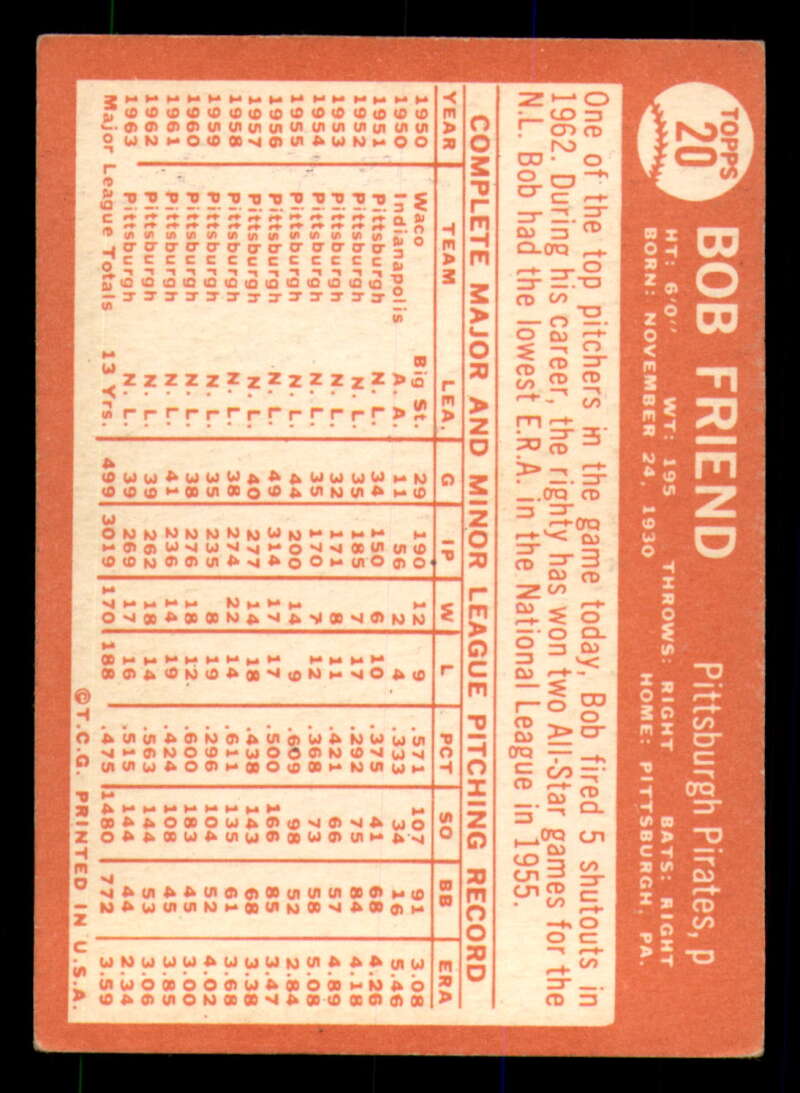 TOPPS
20
BOB FRIEND Pittsburgh Pirates, p
HT: 6'0" WT: 195 THROWS: RIGHT BATS: RIGHT
BORN: NOVEMBER 24, 1930 HOME: PITTSBURGH, PA.
One of the top pitchers in the game today, Bob fired 5 shutouts in
1962. During his career, the righty has won two All-Star games for the
N.L. Bob had the lowest E.R.A. in the National League in 1955.
COMPLETE MAJOR AND MINOR LEAGUE PITCHING RECORD
YEAR TEAM LEA. G IP W L PCT SO BB ERA
1950 Waco Big St. 29 190 12 9 .571 107 91 3.08
1950 Indianapolis A. A. 11 56 2 4 .333 34 16 5.46
1951 Pittsburgh N. L. 34 150 6 10 .375 41 68 4.26
1952 Pittsburgh N. L. 35 185 7 17 .292 75 84 4.18
1953 Pittsburgh N. L. 32 171 8 11 .421 66 57 4.89
1954 Pittsburgh N. L. 35 170 7 12 .368 73 58 5.08
1955 Pittsburgh N. L. 44 200 14 9 .609 98 52 2.84
1956 Pittsburgh N. L. 49 314 17 17 .500 166 85 3.47
1957 Pittsburgh N. L. 40 277 14 18 .438 143 68 3.38
1958 Pittsburgh N. L. 38 274 22 14 .611 135 61 3.68
1959 Pittsburgh N. L. 35 235 8 19 .296 104 52 4.02
1960 Pittsburgh N. L. 38 276 18 12 .600 183 45 3.00
1961 Pittsburgh N. L. 41 236 14 19 .424 108 45 3.85
1962 Pittsburgh N. L. 39 262 18 14 .563 144 53 3.06
1963 Pittsburgh N. L. 39 269 17 16 .515 144 44 2.34
Major League Totals 13 Yrs. 499 3019 170 188 .475 1480 772 3.59
©T.C.G. PRINTED IN U.S.A.